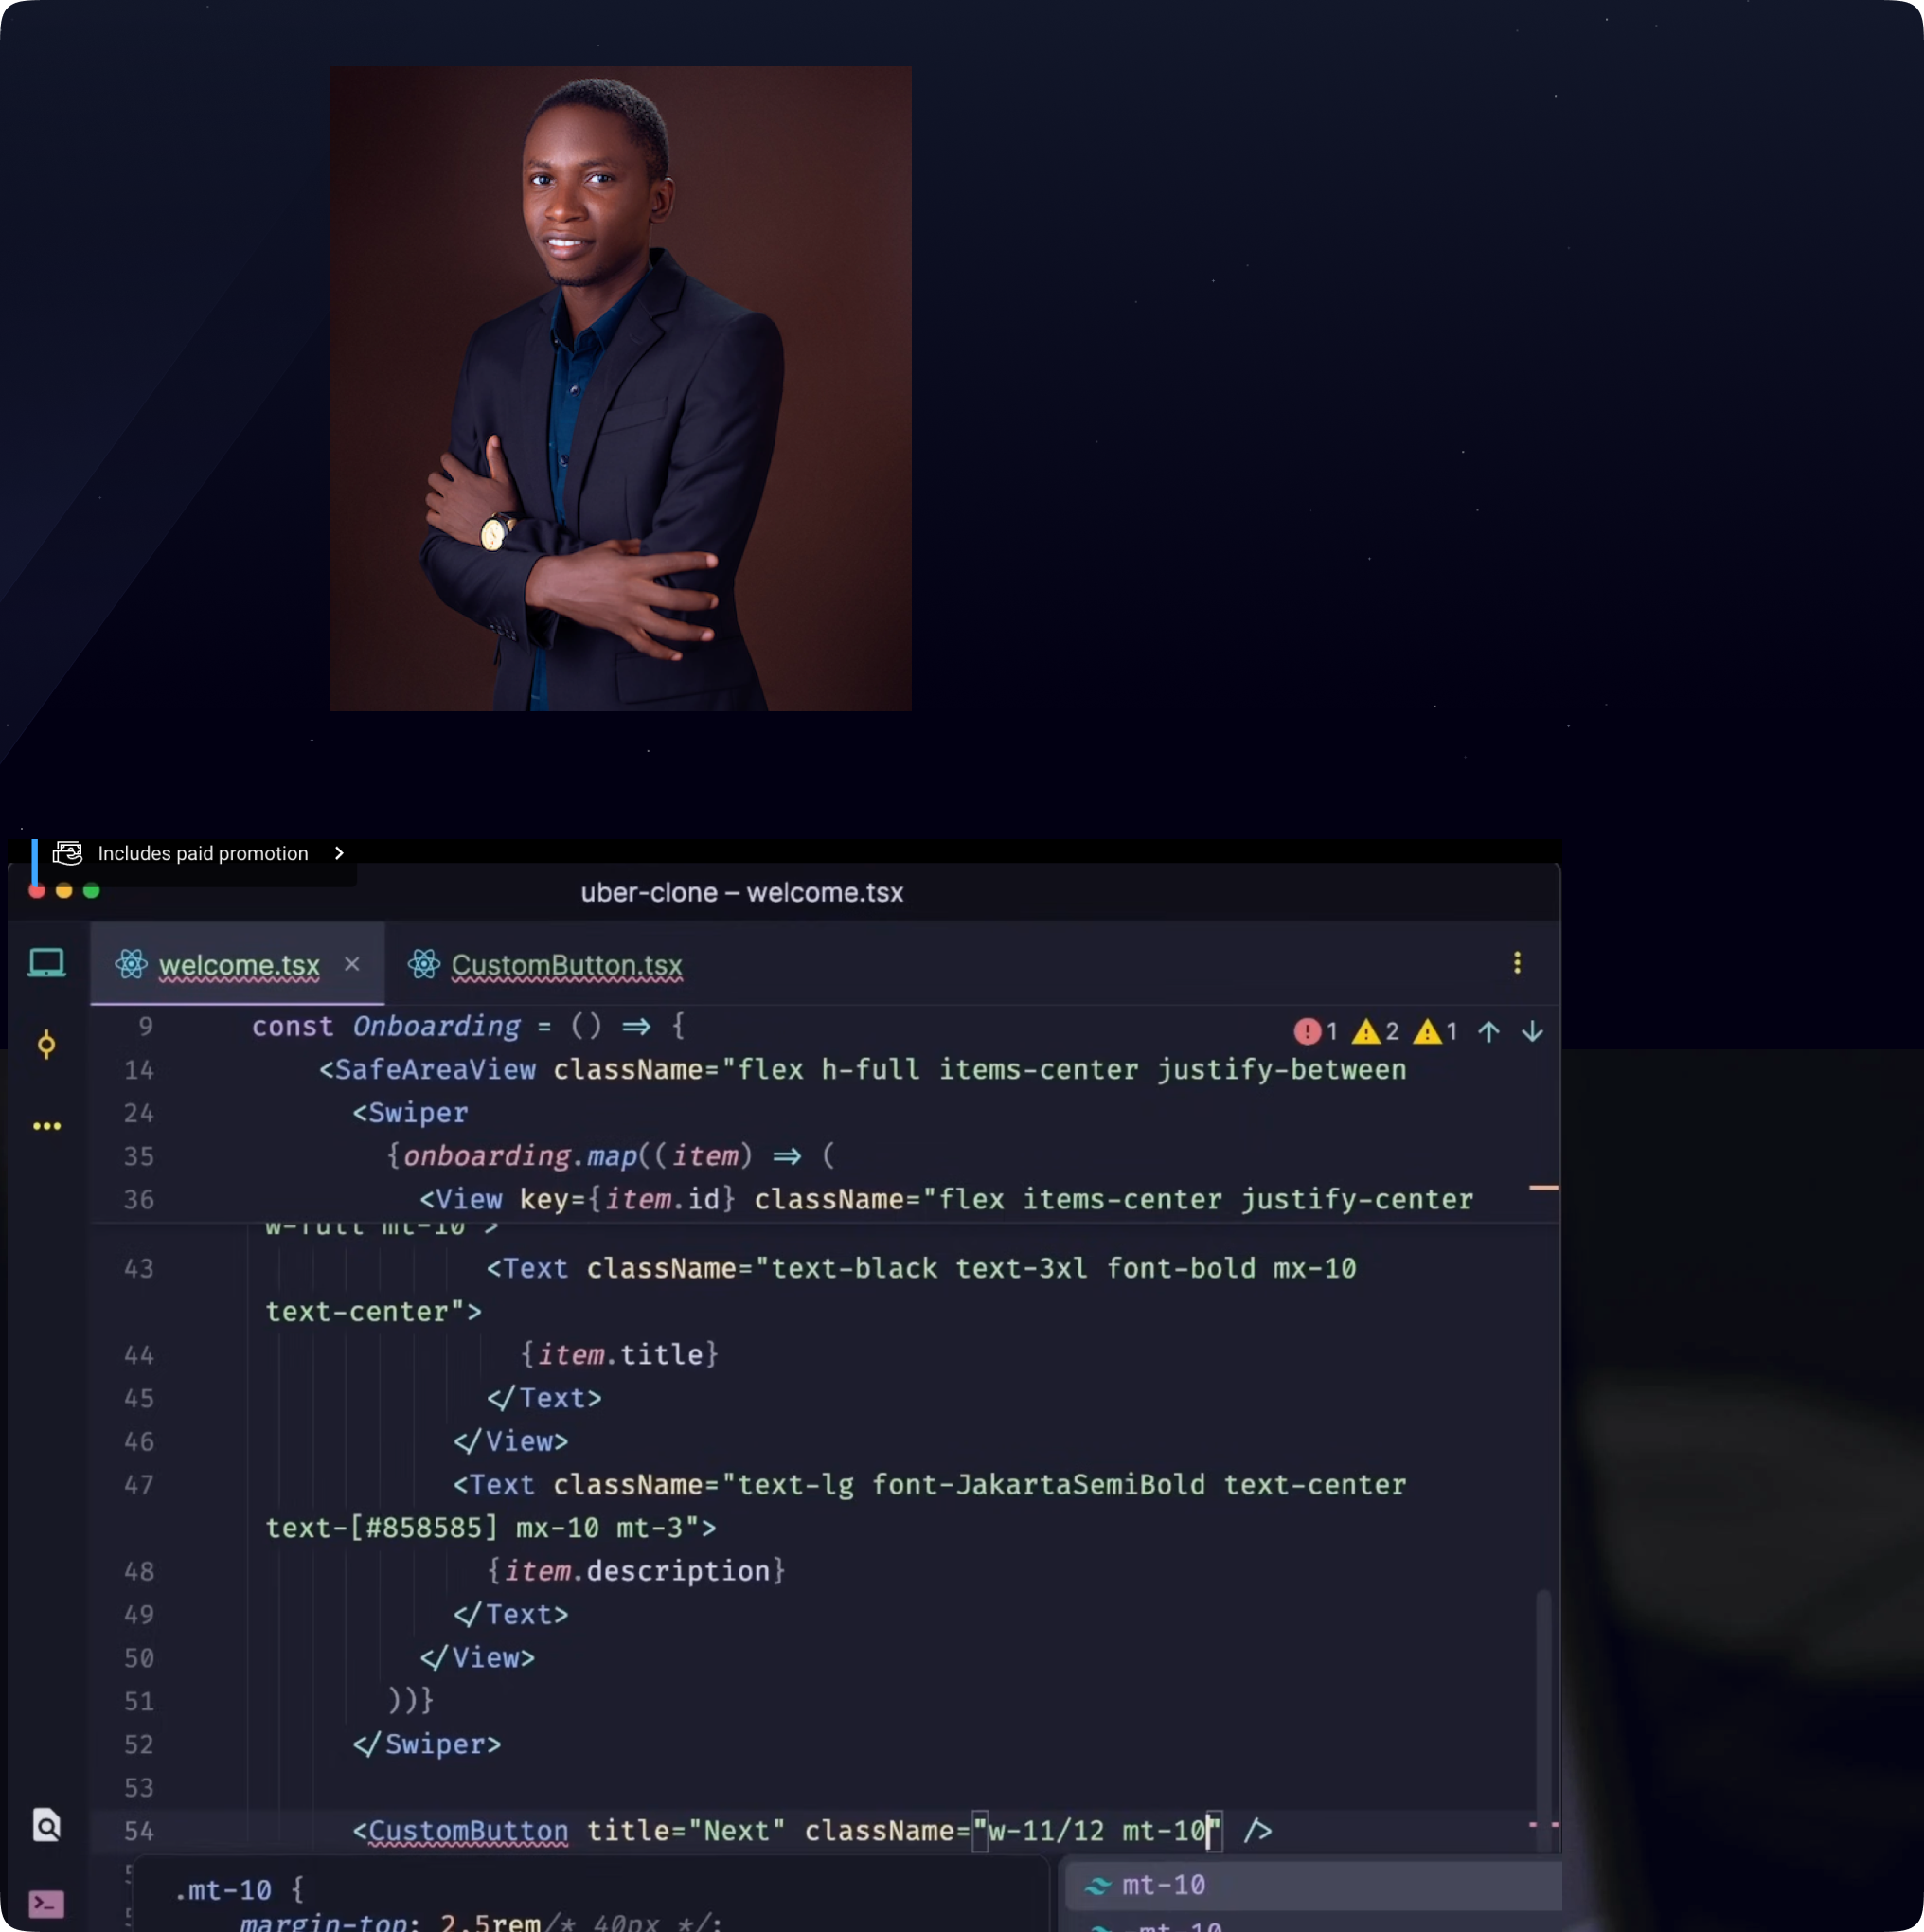 Includes paid promotion
uber-clone – welcome.tsx
welcome.tsx × CustomButton.tsx
9 const Onboarding = () => {
1 2 1
14 <SafeAreaView className="flex h-full items-center justify-between
24 <Swiper
35 {onboarding.map((item) => (
36 <View key={item.id} className="flex items-center justify-center
w-full mt-10">
43 <Text className="text-black text-3xl font-bold mx-10
text-center">
44 {item.title}
45 </Text>
46 </View>
47 <Text className="text-lg font-JakartaSemiBold text-center
text-[#858585] mx-10 mt-3">
48 {item.description}
49 </Text>
50 </View>
51 ))}
52 </Swiper>
53
54 <CustomButton title="Next" className="w-11/12 mt-10" />
.mt-10 {
margin-top: 2.5rem/* 40px */;
mt-10
-mt-10